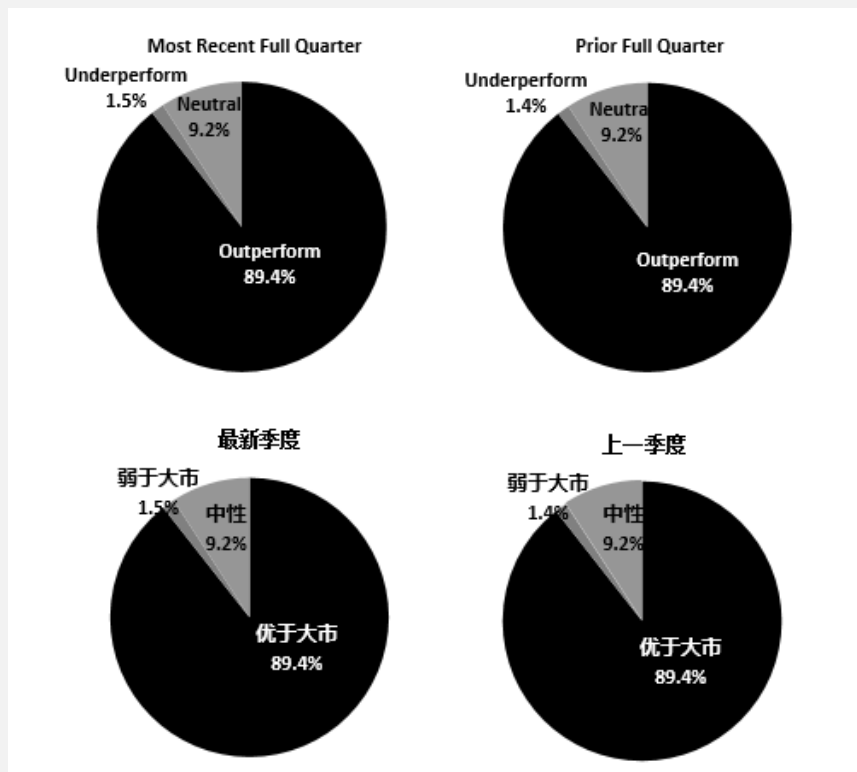 Most Recent Full Quarter
Underperform
1.5%
Neutral
9.2%
Outperform
89.4%
Prior Full Quarter
Underperform
1.4%
Neutra
9.2%
Outperform
89.4%
最新季度
弱于大市
1.5%
中性
9.2%
优于大市
89.4%
上一季度
弱于大市
1.4%
中性
9.2%
优于大市
89.4%